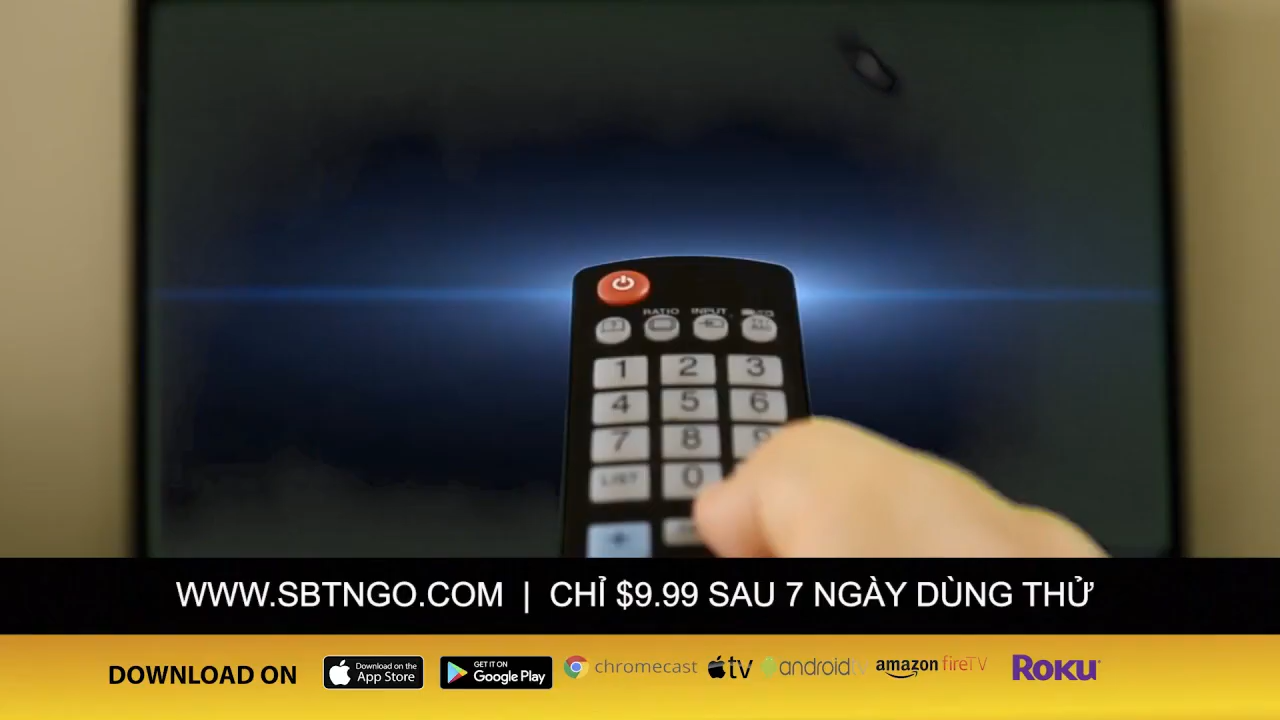 RATIO INPUT
1 2 3
4 5 6
7 8 9
LIST 0
WWW.SBTNGO.COM | CHỈ $9.99 SAU 7 NGÀY DÙNG THỬ
DOWNLOAD ON
Download on the
App Store
GET IT ON
Google Play
chromecast
tv
androidtv
amazon fireTV
ROKU